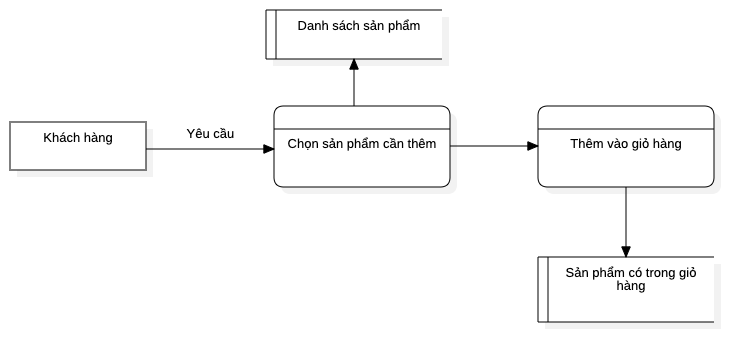 Danh sách sản phẩm
Khách hàng
Yêu cầu
Chọn sản phẩm cần thêm
Thêm vào giỏ hàng
Sản phẩm có trong giỏ
hàng